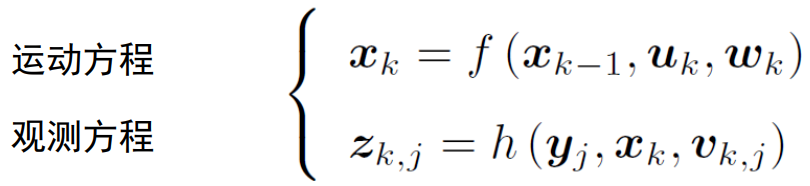 运动方程 { x_k = f (x_{k−1}, u_k, w_k)
观测方程 z_{k,j} = h (y_j, x_k, v_{k,j})